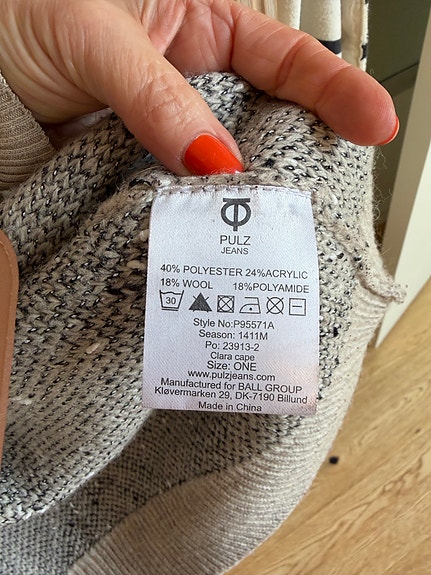 PULZ
JEANS
40% POLYESTER 24%ACRYLIC
18% WOOL 18%POLYAMIDE
30
Style No:P95571A
Season: 1411M
Po: 23913-2
Clara cape
Size: ONE
www.pulzjeans.com
Manufactured for BALL GROUP
Kløvermarken 29, DK-7190 Billund
Made in China